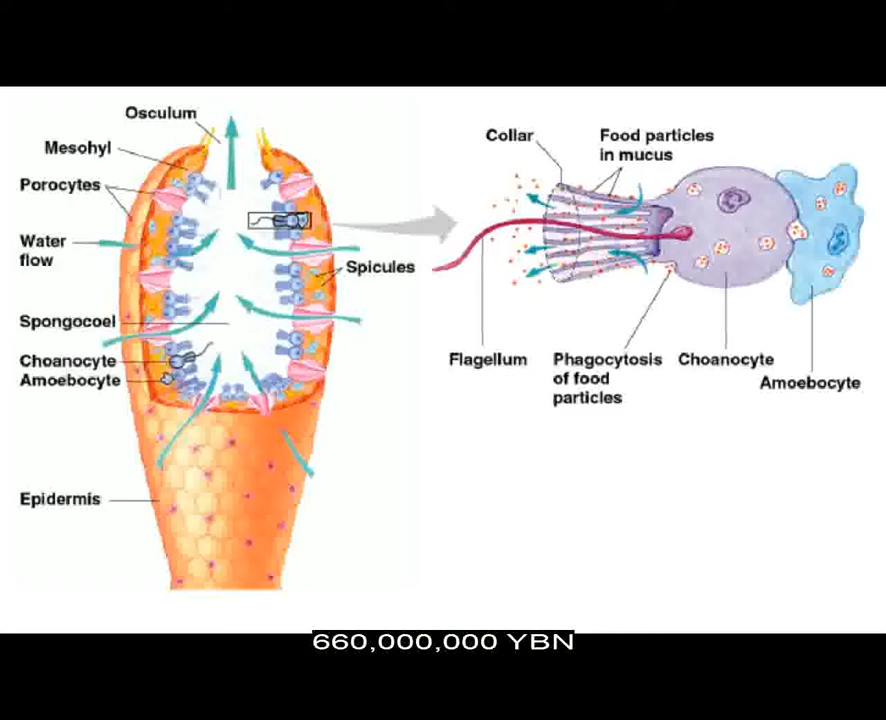 Osculum
Mesohyl
Porocytes
Water
flow
Spicules
Spongocoel
Choanocyte
Amoebocyte
Epidermis
Collar
Food particles
in mucus
Flagellum
Phagocytosis
of food
particles
Choanocyte
Amoebocyte
660,000,000 YBN